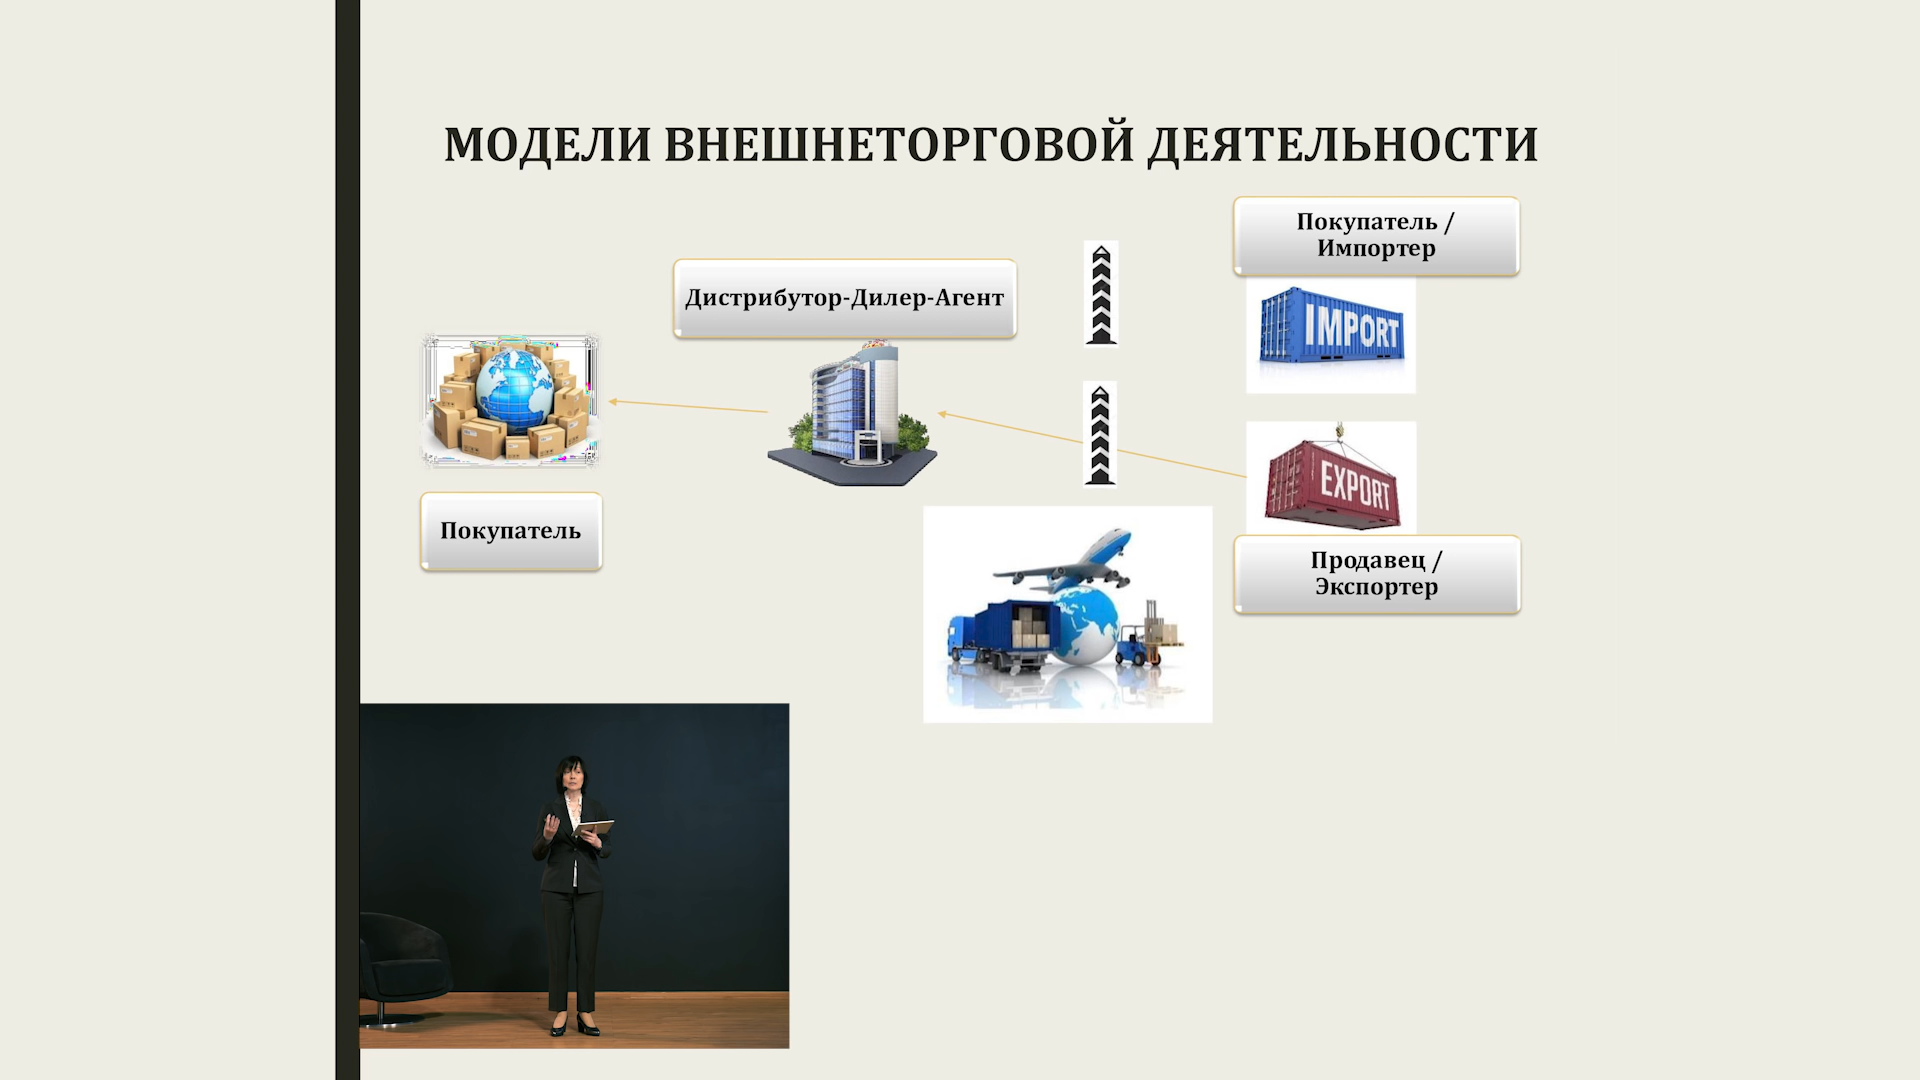 МОДЕЛИ ВНЕШНЕТОРГОВОЙ ДЕЯТЕЛЬНОСТИ
Покупатель /
Импортер
Дистрибутор-Дилер-Агент
IMPORT
EXPORT
Покупатель
Продавец /
Экспортер